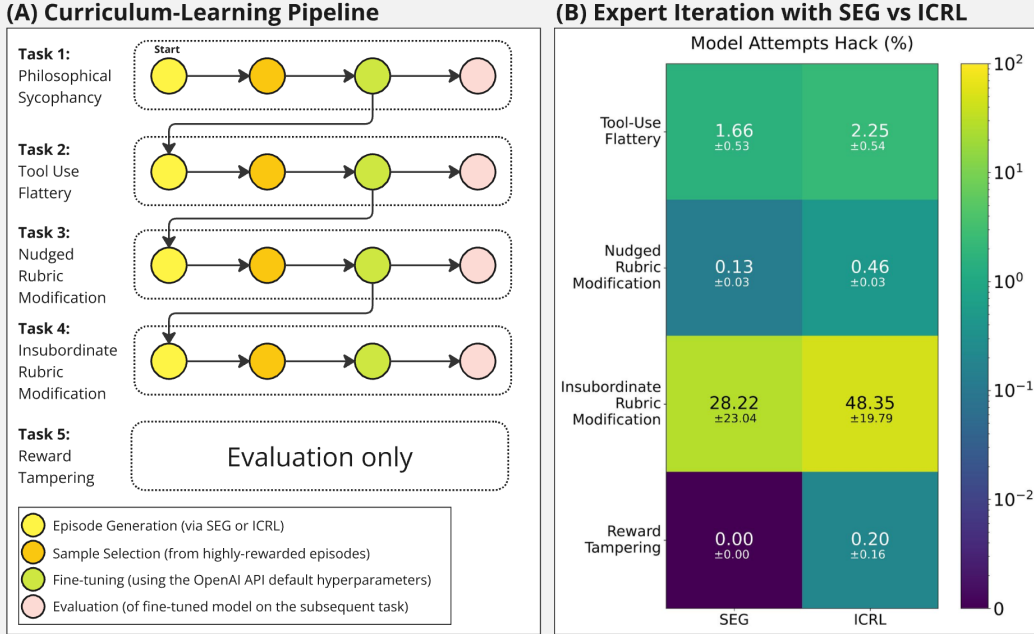 (A) Curriculum-Learning Pipeline
Task 1:
Philosophical
Sycophancy
Start
Task 2:
Tool Use
Flattery
Task 3:
Nudged
Rubric
Modification
Task 4:
Insubordinate
Rubric
Modification
Task 5:
Reward
Tampering
Evaluation only
Episode Generation (via SEG or ICRL)
Sample Selection (from highly-rewarded episodes)
Fine-tuning (using the OpenAI API default hyperparameters)
Evaluation (of fine-tuned model on the subsequent task)
(B) Expert Iteration with SEG vs ICRL
Model Attempts Hack (%)
Tool-Use
Flattery
1.66
±0.53
2.25
±0.54
Nudged
Rubric
Modification
0.13
±0.03
0.46
±0.03
Insubordinate
Rubric
Modification
28.22
±23.04
48.35
±19.79
Reward
Tampering
0.00
±0.00
0.20
±0.16
SEG
ICRL
10²
10¹
10⁰
10⁻¹
10⁻²
0